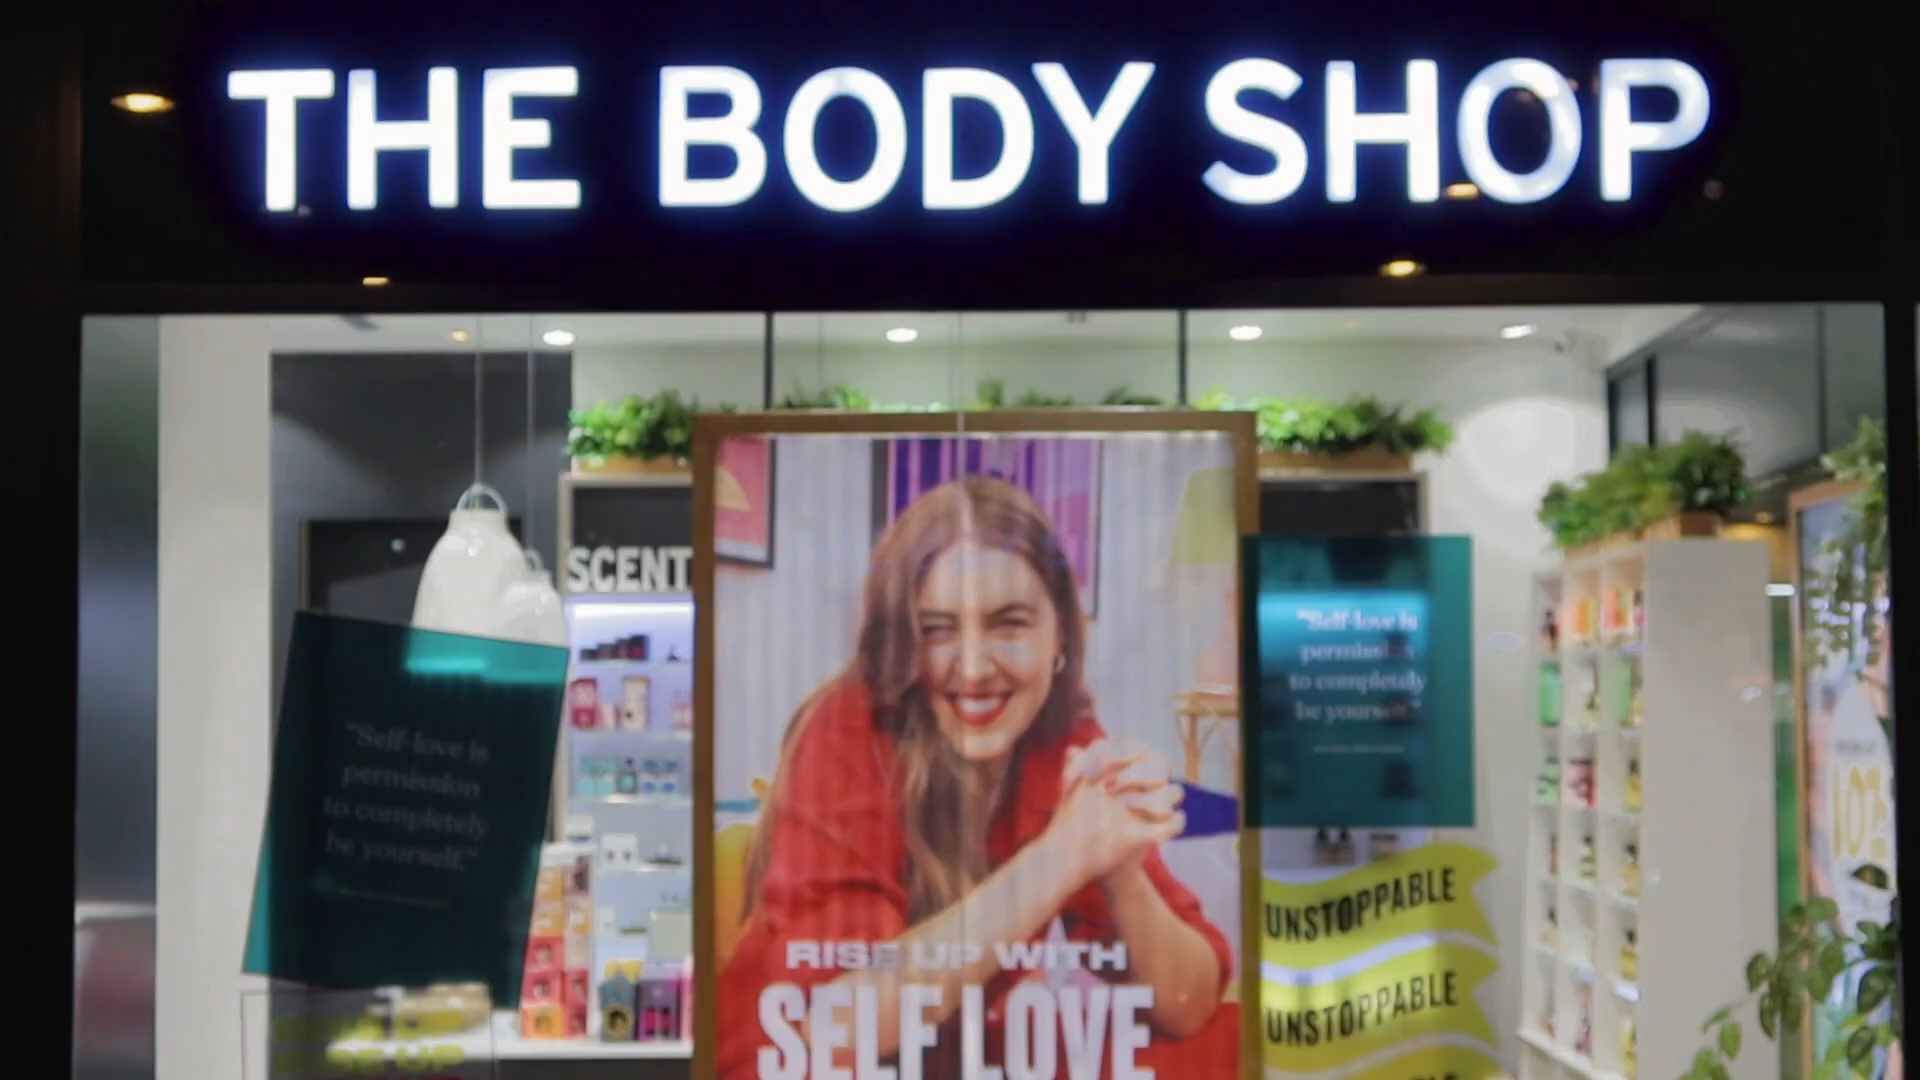 THE BODY SHOP
SCENT
"Self-love is
permission
to completely
be yourself."
RISE UP WITH
SELF LOVE
"Self-love is
permission
to completely
be yourself."
UNSTOPPABLE
UNSTOPPABLE